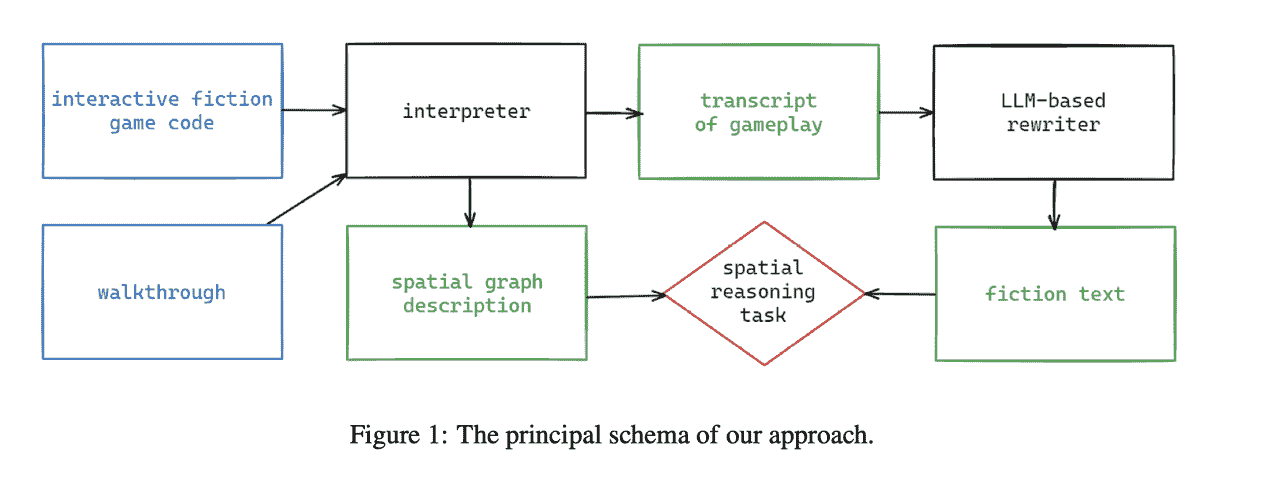 interactive fiction
game code
interpreter
transcript
of gameplay
LLM-based
rewriter
walkthrough
spatial graph
description
spatial
reasoning
task
fiction text
Figure 1: The principal schema of our approach.